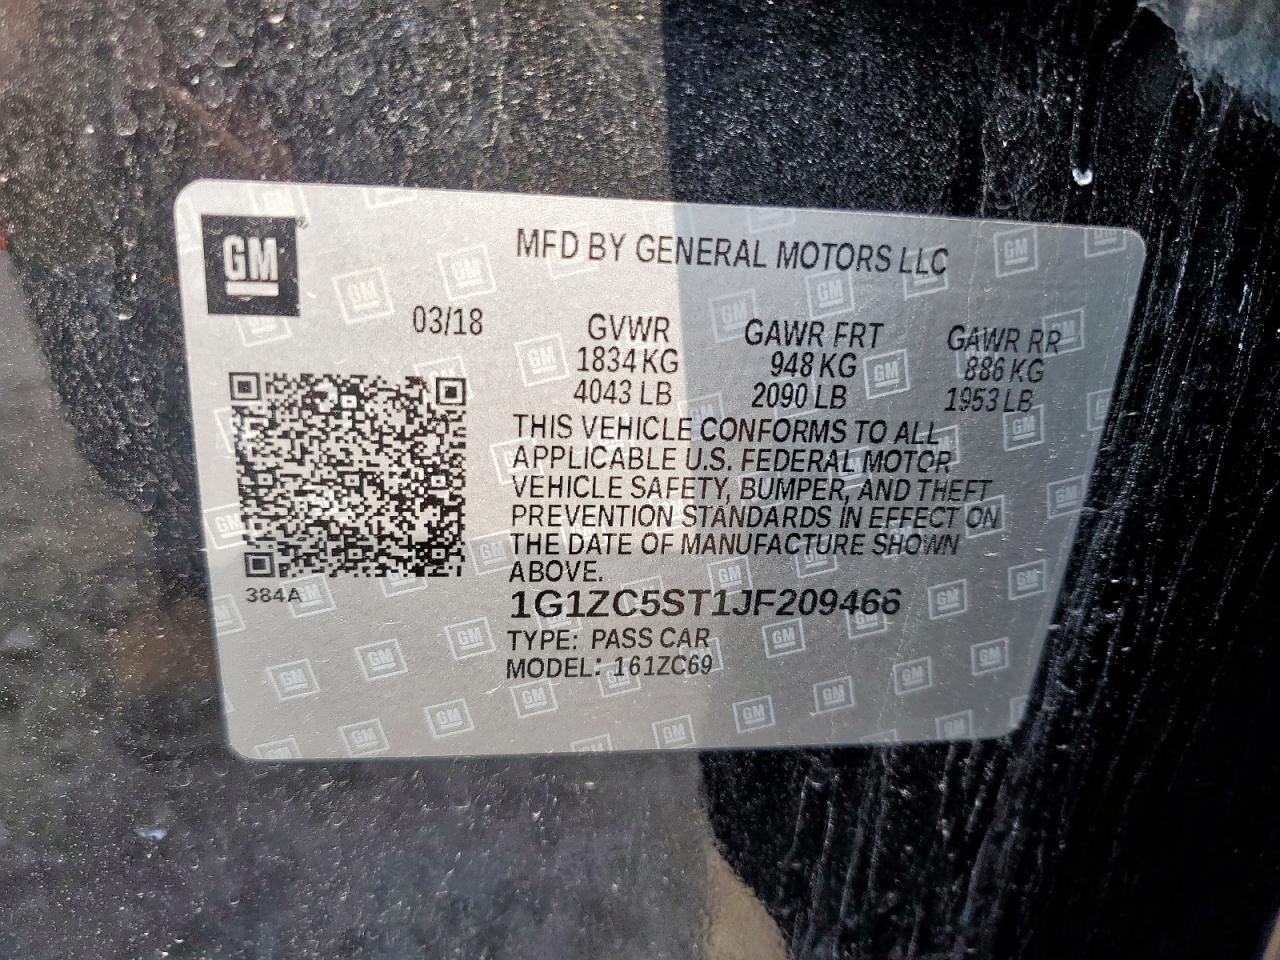 GM
MFD BY GENERAL MOTORS LLC
03/18
GVWR GAWR FRT GAWR RR
1834 KG 948 KG 886 KG
4043 LB 2090 LB 1953 LB
THIS VEHICLE CONFORMS TO ALL
APPLICABLE U.S. FEDERAL MOTOR
VEHICLE SAFETY, BUMPER, AND THEFT
PREVENTION STANDARDS IN EFFECT ON
THE DATE OF MANUFACTURE SHOWN
ABOVE.
384A
1G1ZC5ST1JF209466
TYPE: PASS CAR
MODEL: 161ZC69